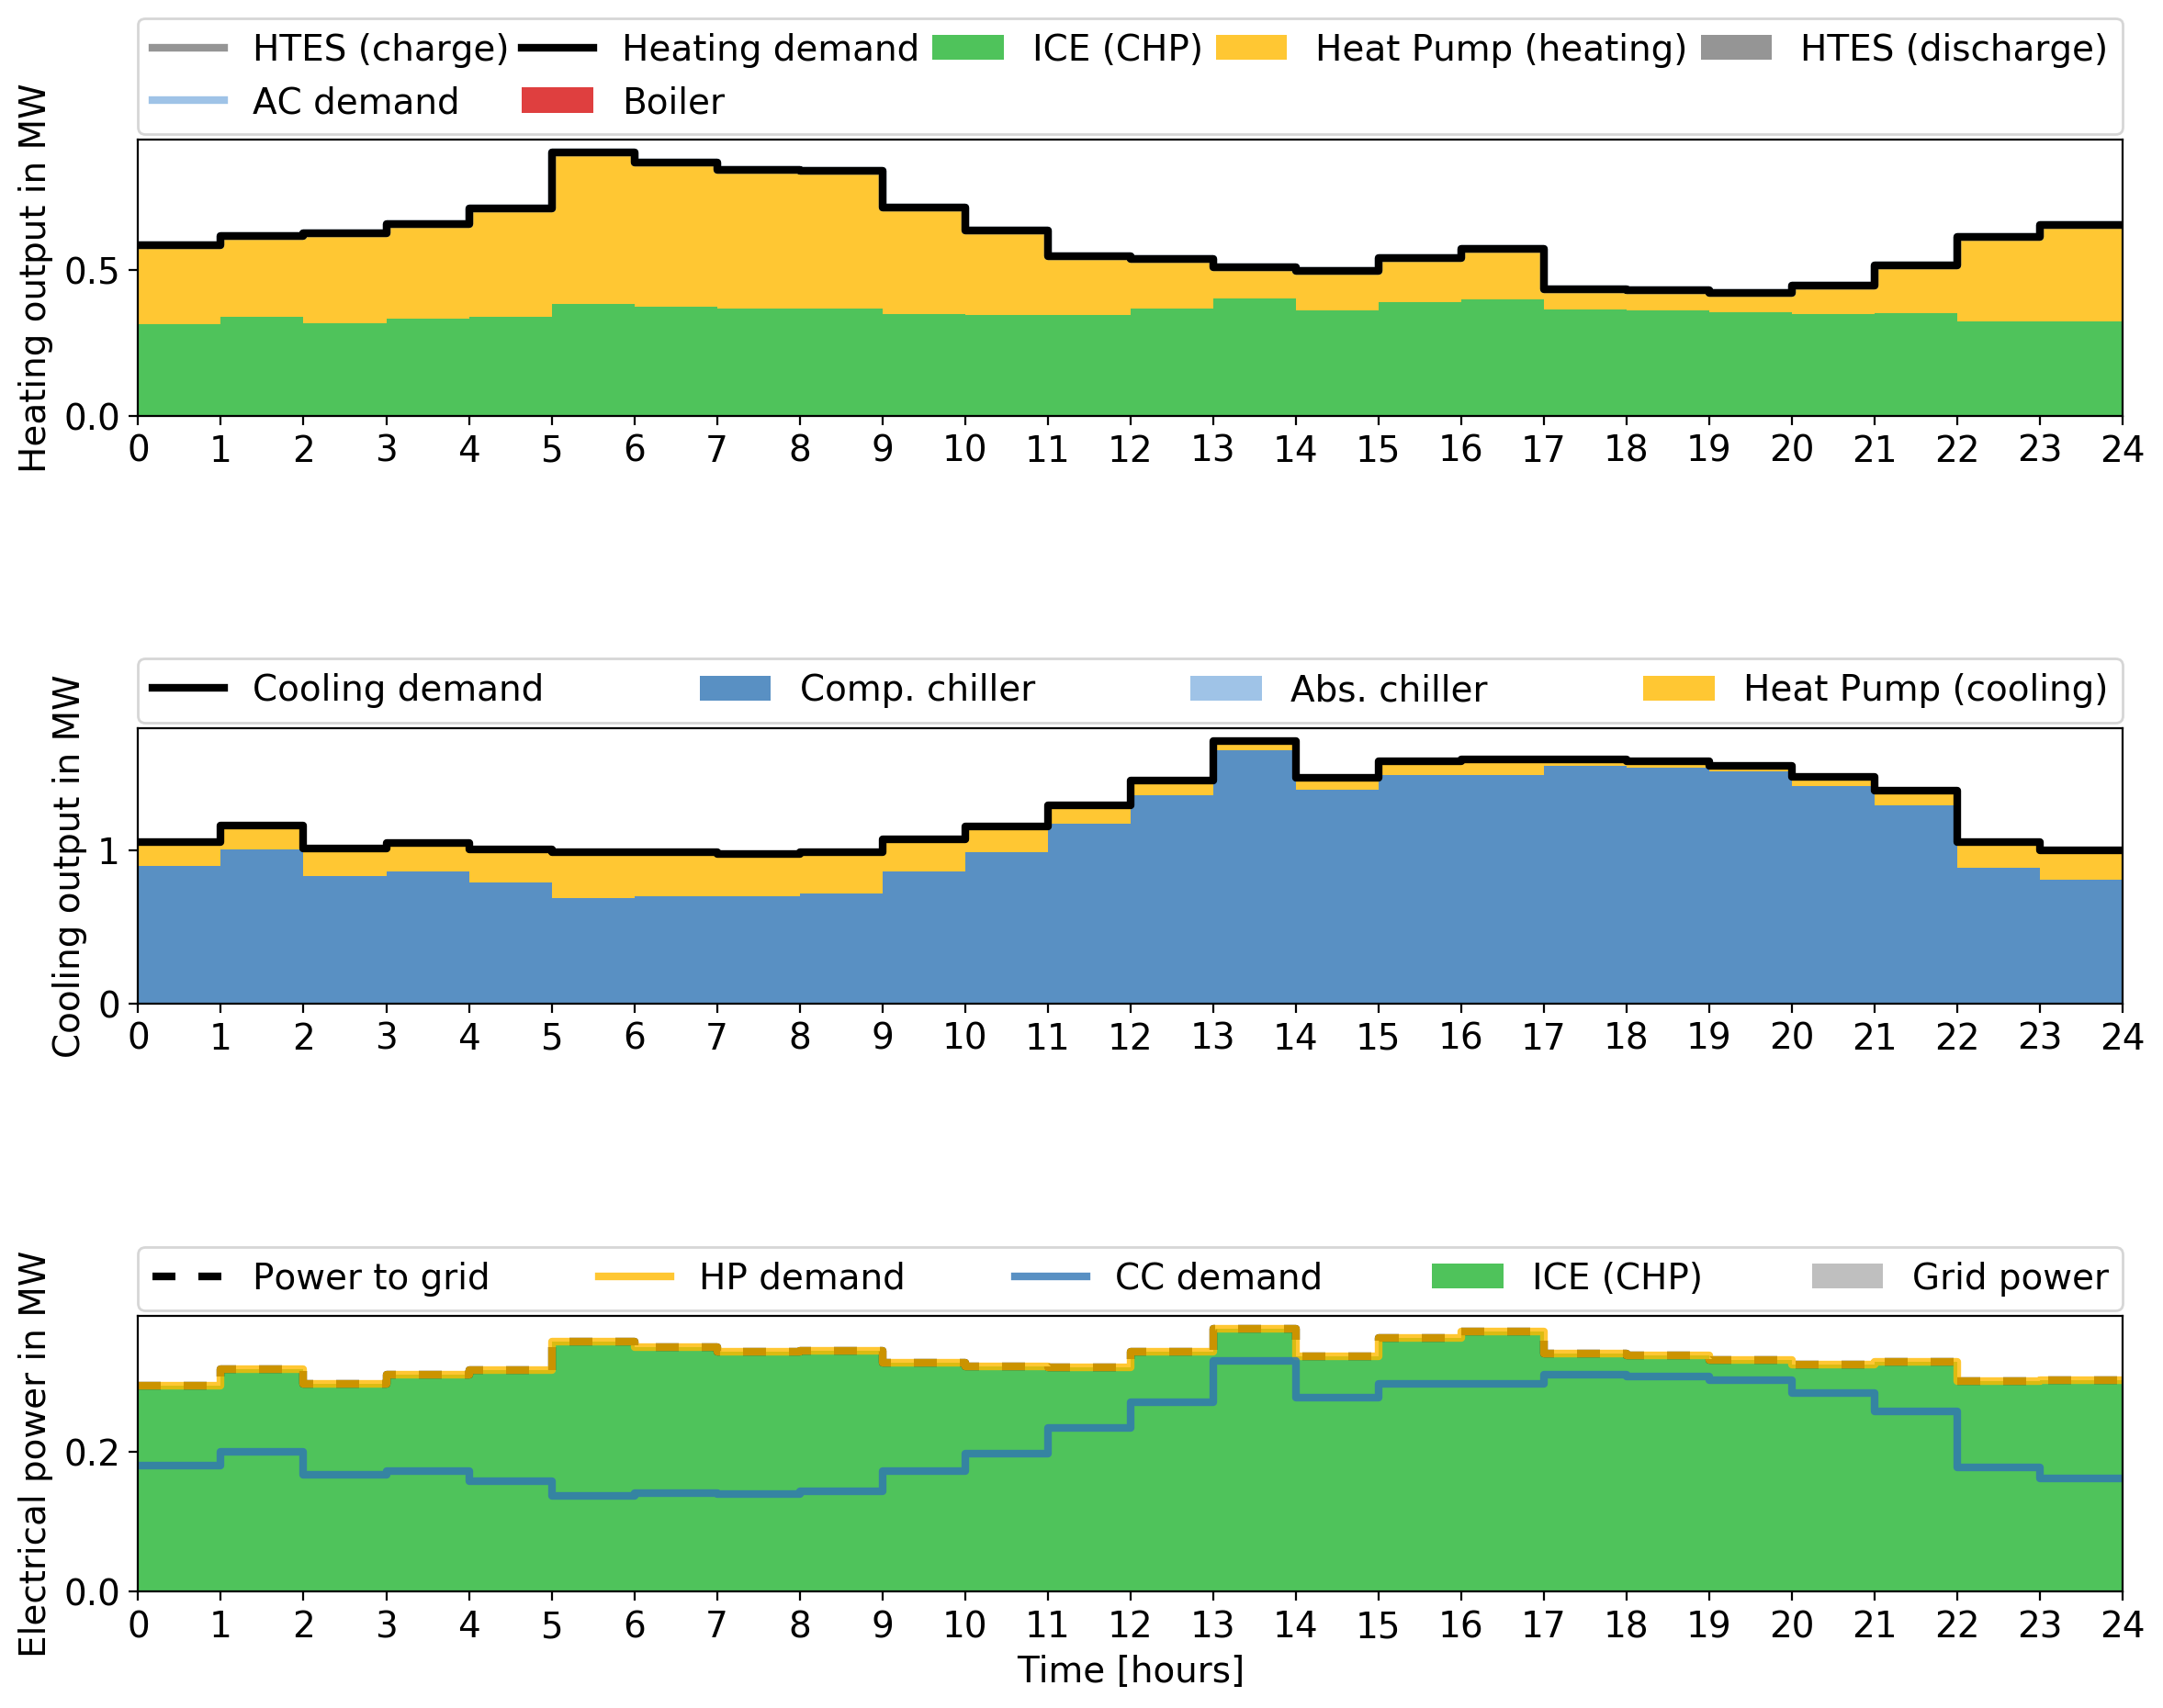 HTES (charge) Heating demand ICE (CHP) Heat Pump (heating) HTES (discharge)
AC demand Boiler
Heating output in MW
0.5
0.0
0 1 2 3 4 5 6 7 8 9 10 11 12 13 14 15 16 17 18 19 20 21 22 23 24
Cooling demand Comp. chiller Abs. chiller Heat Pump (cooling)
Cooling output in MW
1
0
0 1 2 3 4 5 6 7 8 9 10 11 12 13 14 15 16 17 18 19 20 21 22 23 24
Power to grid HP demand CC demand ICE (CHP) Grid power
Electrical power in MW
0.2
0.0
0 1 2 3 4 5 6 7 8 9 10 11 12 13 14 15 16 17 18 19 20 21 22 23 24
Time [hours]